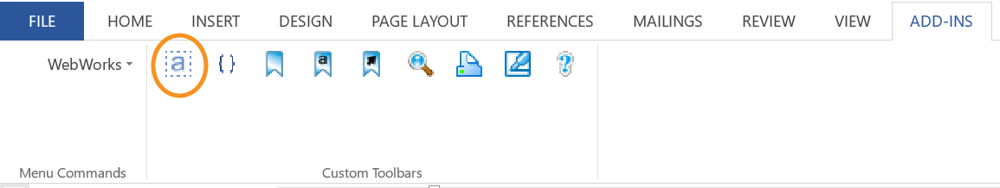 FILE HOME INSERT DESIGN PAGE LAYOUT REFERENCES MAILINGS REVIEW VIEW ADD-INS
WebWorks a {} a ?
Menu Commands Custom Toolbars